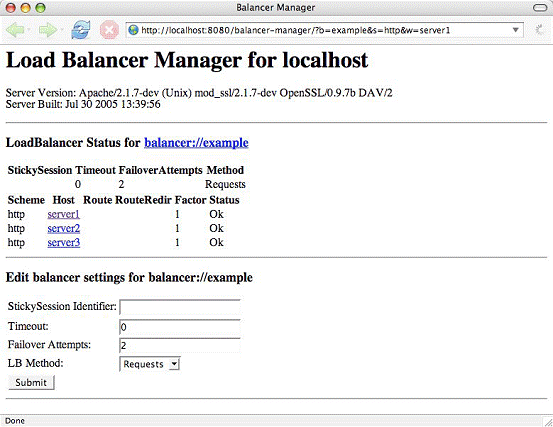 Balancer Manager
http://localhost:8080/balancer-manager/?b=example&s=http&w=server1
Load Balancer Manager for localhost
Server Version: Apache/2.1.7-dev (Unix) mod_ssl/2.1.7-dev OpenSSL/0.9.7b DAV/2
Server Built: Jul 30 2005 13:39:56
LoadBalancer Status for balancer://example
StickySession Timeout FailoverAttempts Method
0 2 Requests
Scheme Host Route RouteRedir Factor Status
http server1 1 Ok
http server2 1 Ok
http server3 1 Ok
Edit balancer settings for balancer://example
StickySession Identifier:
Timeout: 0
Failover Attempts: 2
LB Method: Requests
Submit
Done